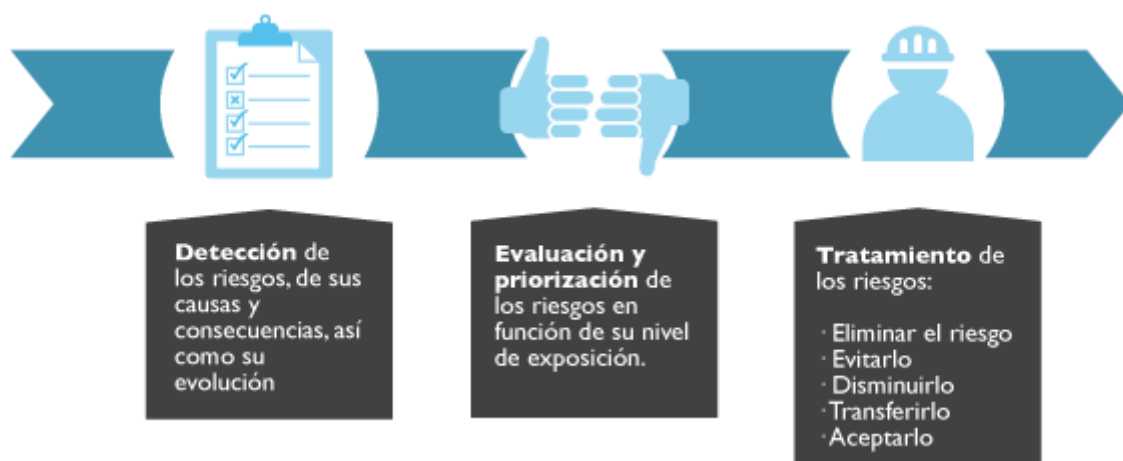 Detección de
los riesgos, de sus
causas y
consecuencias, así
como su
evolución
Evaluación y
priorización de
los riesgos en
función de su nivel
de exposición.
Tratamiento de
los riesgos:
· Eliminar el riesgo
· Evitarlo
· Disminuirlo
· Transferirlo
· Aceptarlo